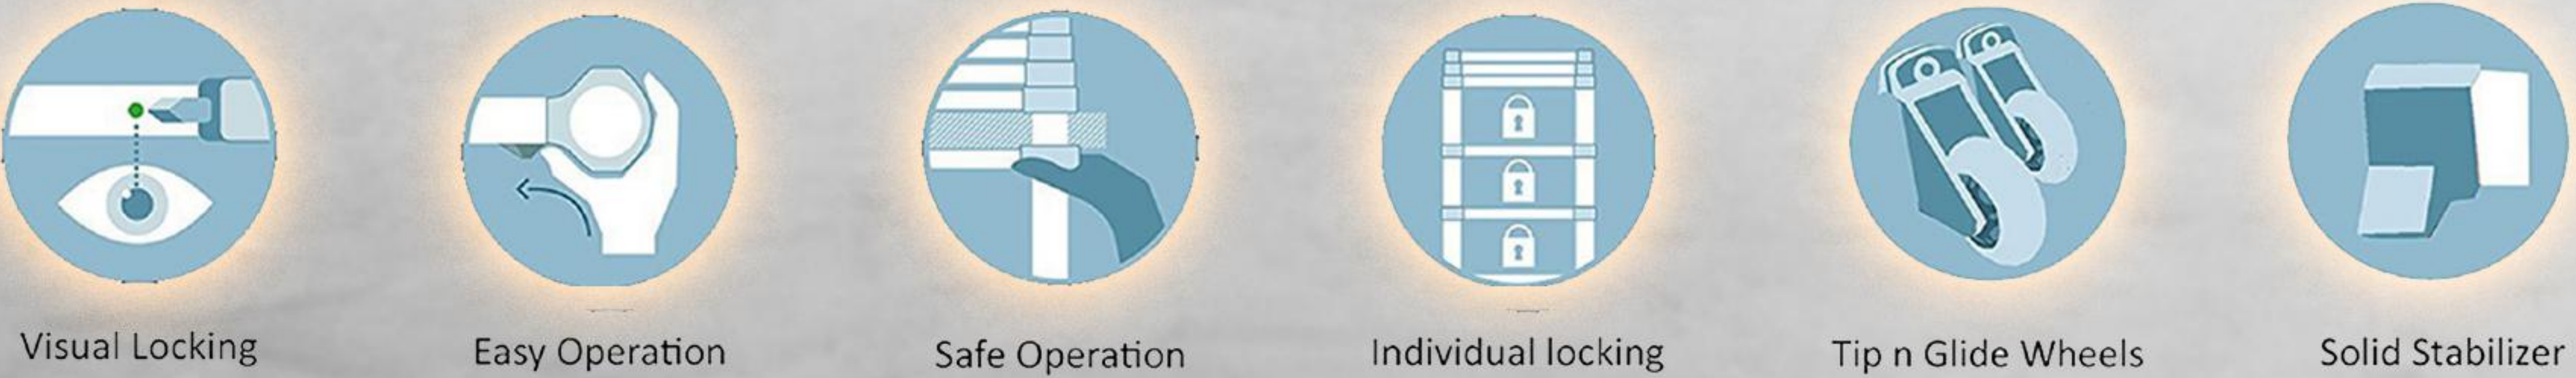 Visual Locking
Easy Operation
Safe Operation
Individual locking
Tip n Glide Wheels
Solid Stabilizer